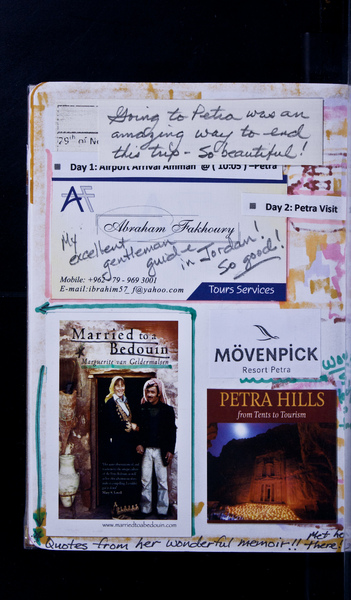 Going to Petra was an
amazing way to end
this trip - So beautiful!
79th of N
Day 1: Airport Arrival Amman @ ( 10:05 ) -Petra
AF
Day 2: Petra Visit
Abraham Fakhoury
My excellent
gentleman guide
in Jordan!
So good!
Mobile: +962 - 79 - 969 3001
E-mail:ibrahim57_f@yahoo.com
Tours Services
Married to a
Bedouin
Marguerite van Geldermalsen
www.marriedtoabedouin.com
MÖVENPICK
Resort Petra
PETRA HILLS
from Tents to Tourism
Quotes from her wonderful memoir!! Met her
there!